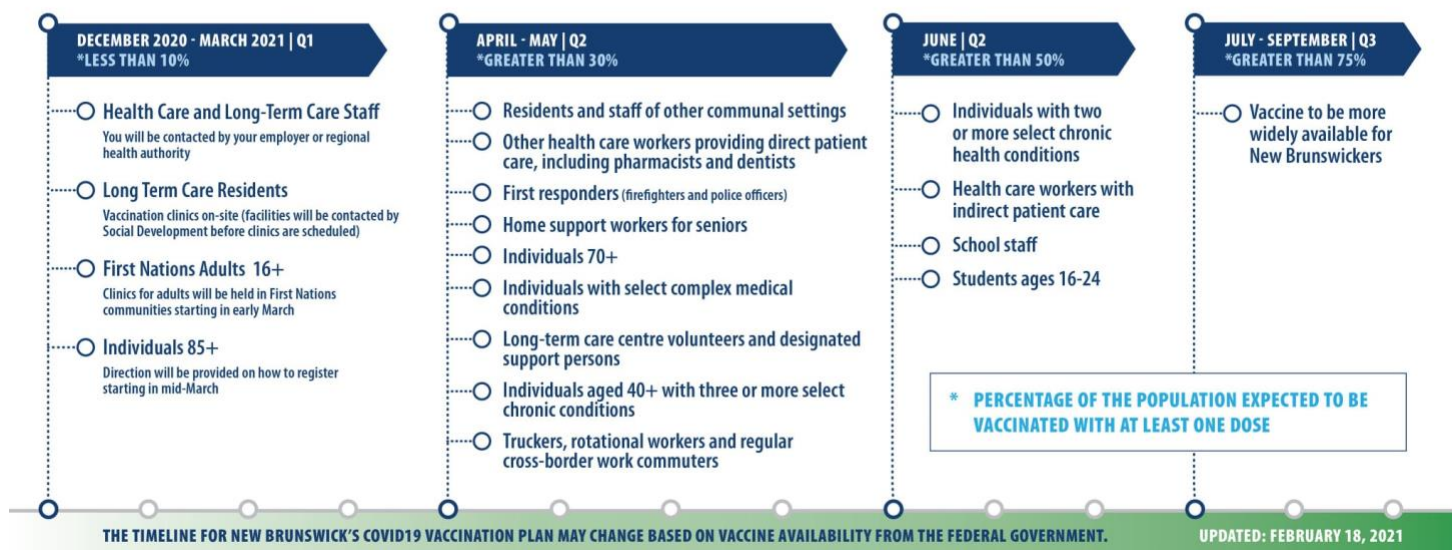 DECEMBER 2020 - MARCH 2021 | Q1
*LESS THAN 10%
Health Care and Long-Term Care Staff
You will be contacted by your employer or regional
health authority
Long Term Care Residents
Vaccination clinics on-site (facilities will be contacted by
Social Development before clinics are scheduled)
First Nations Adults 16+
Clinics for adults will be held in First Nations
communities starting in early March
Individuals 85+
Direction will be provided on how to register
starting in mid-March
APRIL - MAY | Q2
*GREATER THAN 30%
Residents and staff of other communal settings
Other health care workers providing direct patient
care, including pharmacists and dentists
First responders (firefighters and police officers)
Home support workers for seniors
Individuals 70+
Individuals with select complex medical
conditions
Long-term care centre volunteers and designated
support persons
Individuals aged 40+ with three or more select
chronic conditions
Truckers, rotational workers and regular
cross-border work commuters
JUNE | Q2
*GREATER THAN 50%
Individuals with two
or more select chronic
health conditions
Health care workers with
indirect patient care
School staff
Students ages 16-24
JULY - SEPTEMBER | Q3
*GREATER THAN 75%
Vaccine to be more
widely available for
New Brunswickers
* PERCENTAGE OF THE POPULATION EXPECTED TO BE
VACCINATED WITH AT LEAST ONE DOSE
THE TIMELINE FOR NEW BRUNSWICK'S COVID19 VACCINATION PLAN MAY CHANGE BASED ON VACCINE AVAILABILITY FROM THE FEDERAL GOVERNMENT.
UPDATED: FEBRUARY 18, 2021